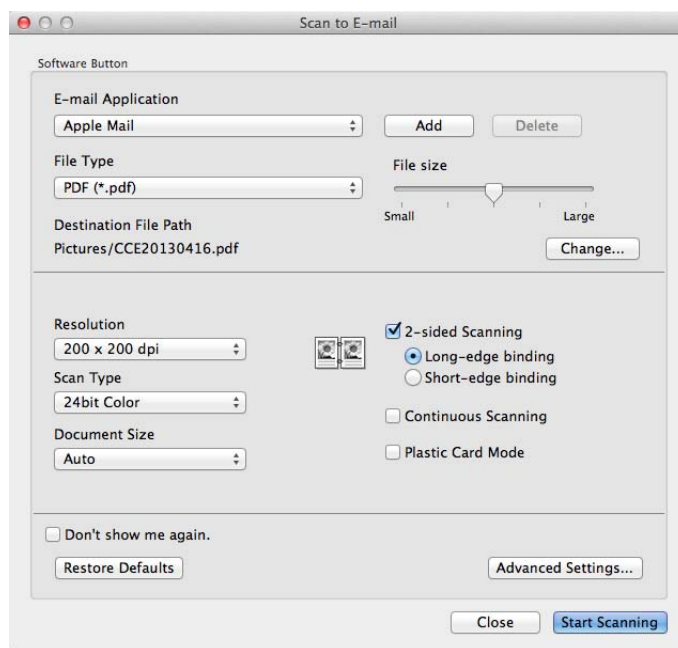 Scan to E-mail
Software Button
E-mail Application
Apple Mail
Add
Delete
File Type
PDF (*.pdf)
File size
Small
Large
Destination File Path
Pictures/CCE20130416.pdf
Change...
Resolution
200 x 200 dpi
Scan Type
24bit Color
Document Size
Auto
2-sided Scanning
Long-edge binding
Short-edge binding
Continuous Scanning
Plastic Card Mode
Don't show me again.
Restore Defaults
Advanced Settings...
Close
Start Scanning